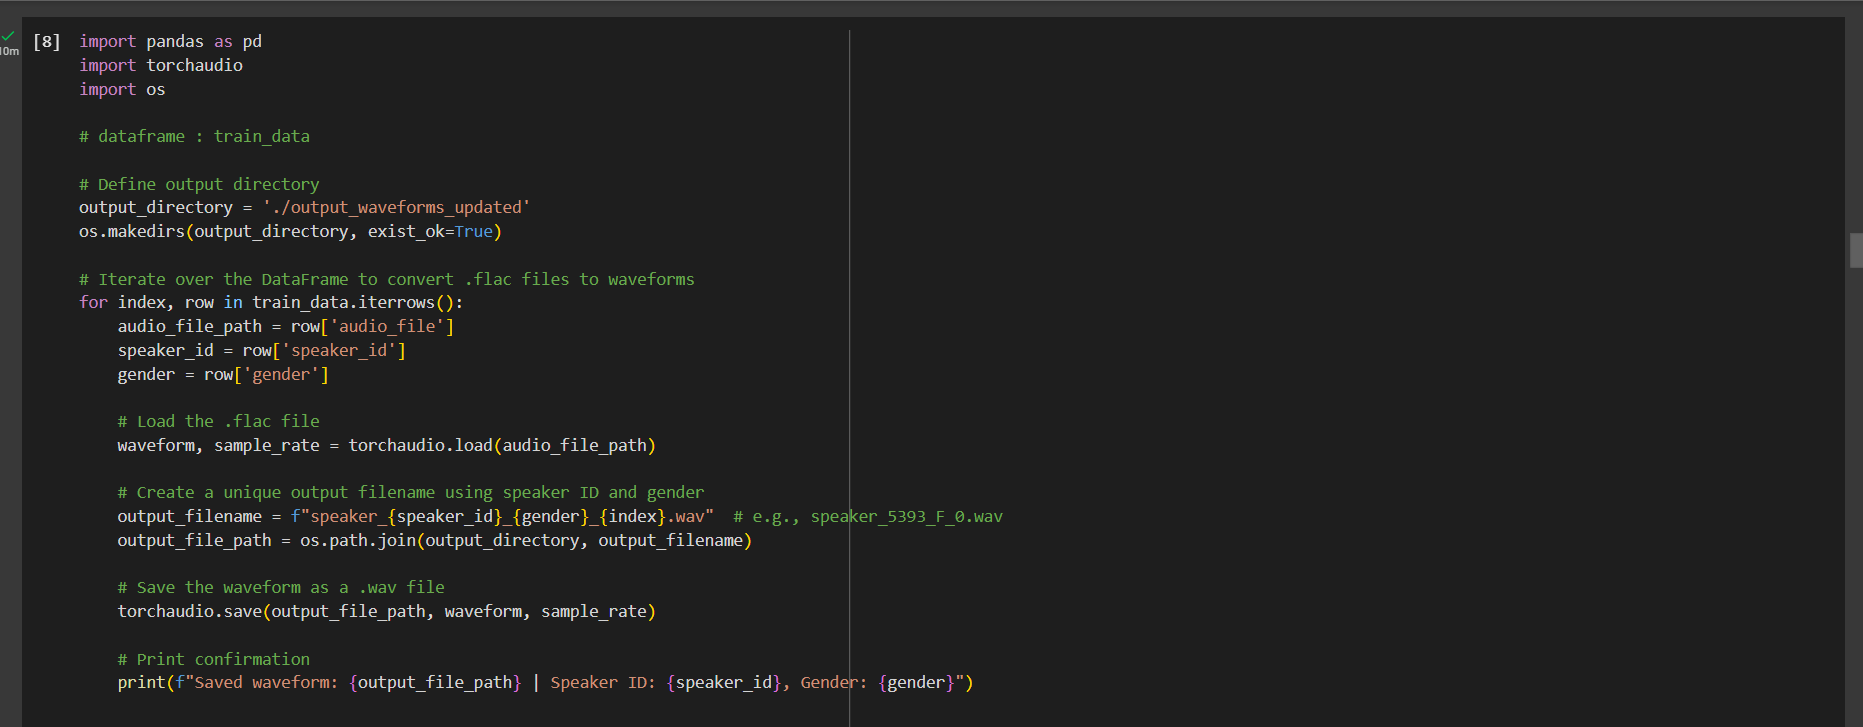 [8] import pandas as pd
10m import torchaudio
import os
# dataframe : train_data
# Define output directory
output_directory = './output_waveforms_updated'
os.makedirs(output_directory, exist_ok=True)
# Iterate over the DataFrame to convert .flac files to waveforms
for index, row in train_data.iterrows():
    audio_file_path = row['audio_file']
    speaker_id = row['speaker_id']
    gender = row['gender']
    # Load the .flac file
    waveform, sample_rate = torchaudio.load(audio_file_path)
    # Create a unique output filename using speaker ID and gender
    output_filename = f"speaker_{speaker_id}_{gender}_{index}.wav"  # e.g., speaker_5393_F_0.wav
    output_file_path = os.path.join(output_directory, output_filename)
    # Save the waveform as a .wav file
    torchaudio.save(output_file_path, waveform, sample_rate)
    # Print confirmation
    print(f"Saved waveform: {output_file_path} | Speaker ID: {speaker_id}, Gender: {gender}")